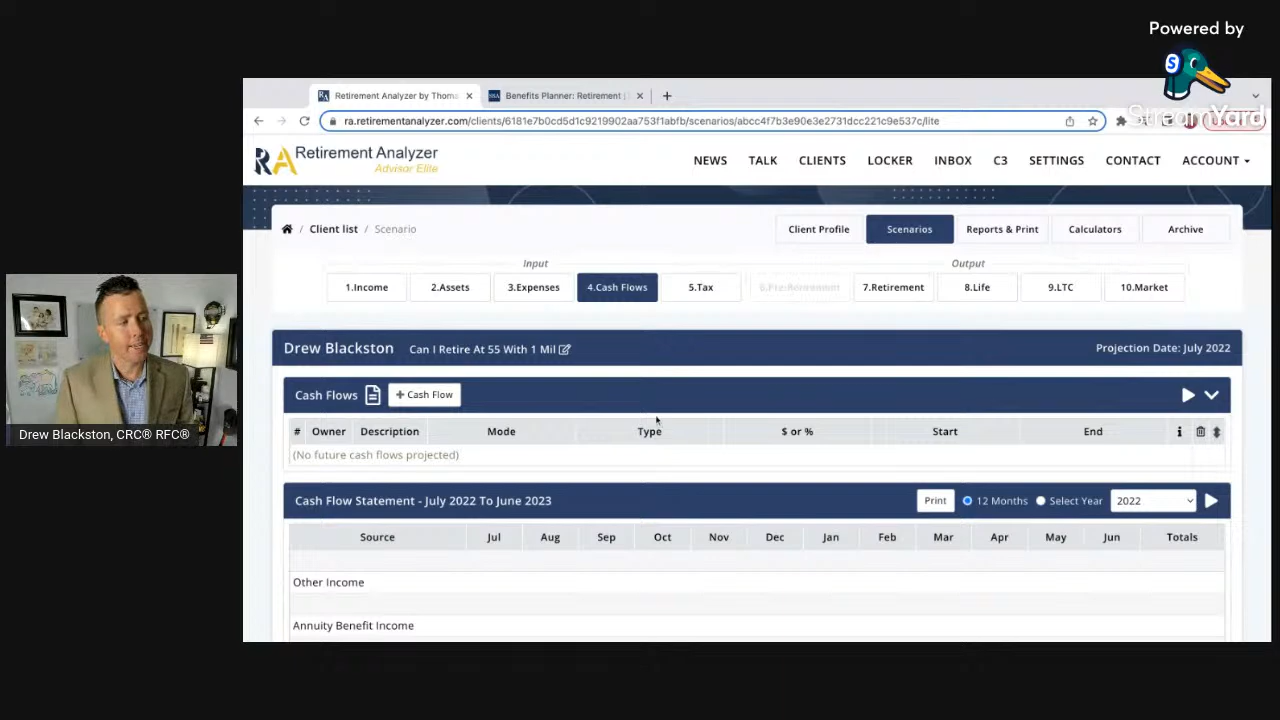 Powered by
S
StreamYard
Retirement Analyzer by Thoma
SSA
Benefits Planner: Retirement |
ra.retirementanalyzer.com/clients/6181e7b0cd5d1c9219902aa753f1abfb/scenarios/abcc4f7b3e90e3e2731dcc221c9e537c/lite
RA Retirement Analyzer
Advisor Elite
NEWS TALK CLIENTS LOCKER INBOX C3 SETTINGS CONTACT ACCOUNT
/ Client list / Scenario
Client Profile Scenarios Reports & Print Calculators Archive
Input Output
1.Income 2.Assets 3.Expenses 4.Cash Flows 5.Tax 6.Pre-Retirement 7.Retirement 8.Life 9.LTC 10.Market
Drew Blackston Can I Retire At 55 With 1 Mil Projection Date: July 2022
Cash Flows + Cash Flow
# Owner Description Mode Type $ or % Start End i
(No future cash flows projected)
Cash Flow Statement - July 2022 To June 2023 Print 12 Months Select Year 2022
Source Jul Aug Sep Oct Nov Dec Jan Feb Mar Apr May Jun Totals
Other Income
Annuity Benefit Income
Drew Blackston, CRC® RFC®